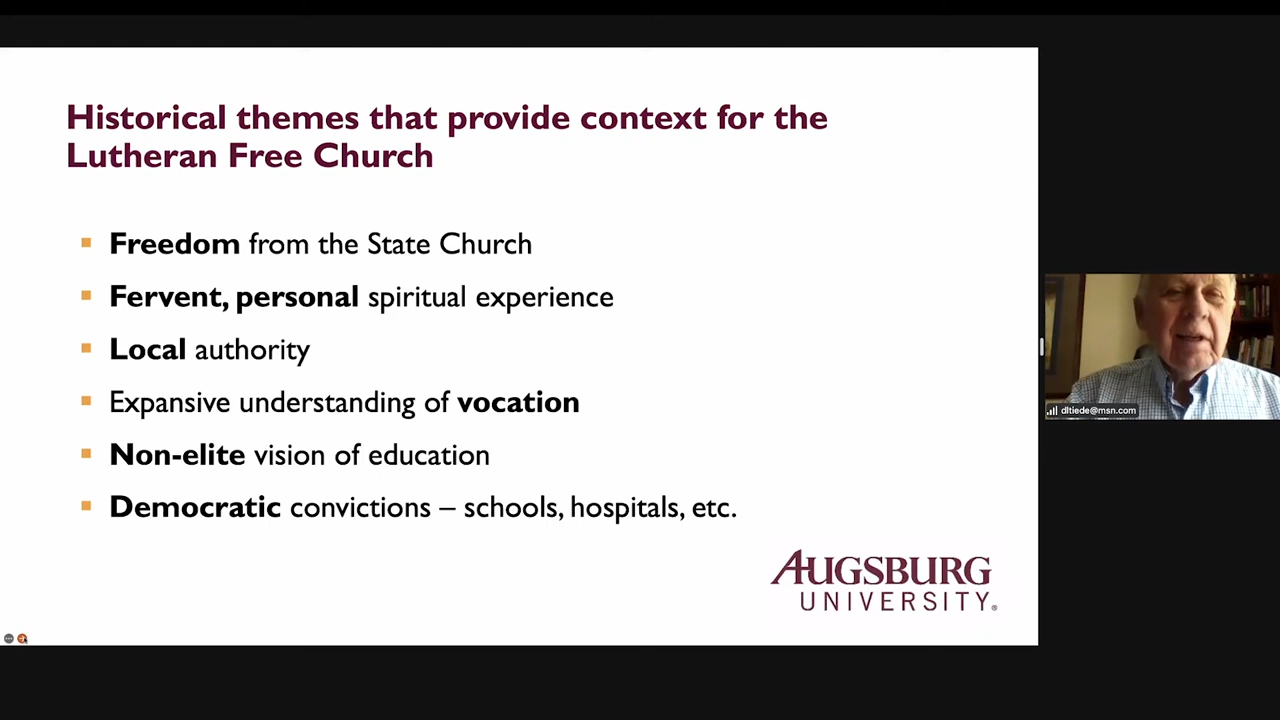 Historical themes that provide context for the
Lutheran Free Church
Freedom from the State Church
Fervent, personal spiritual experience
Local authority
Expansive understanding of vocation
Non-elite vision of education
Democratic convictions – schools, hospitals, etc.
AUGSBURG
UNIVERSITY®
dltiede@msn.com